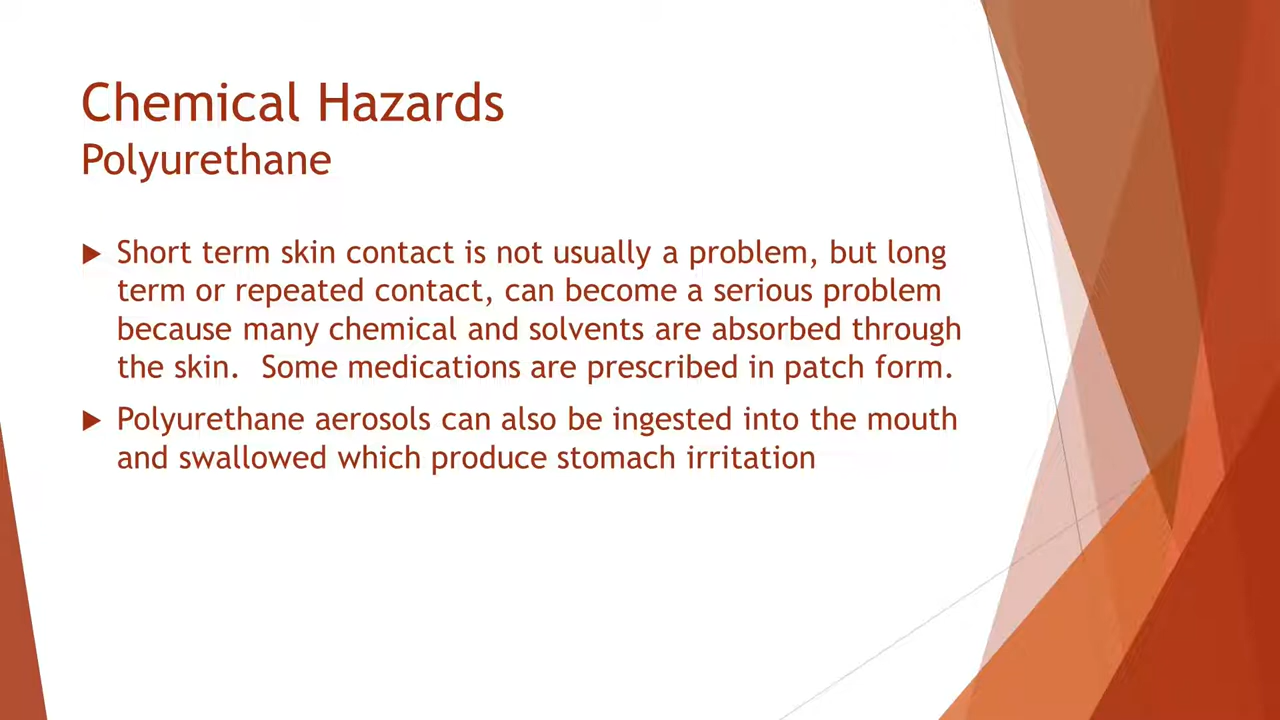 Chemical Hazards
Polyurethane
Short term skin contact is not usually a problem, but long
term or repeated contact, can become a serious problem
because many chemical and solvents are absorbed through
the skin.  Some medications are prescribed in patch form.
Polyurethane aerosols can also be ingested into the mouth
and swallowed which produce stomach irritation